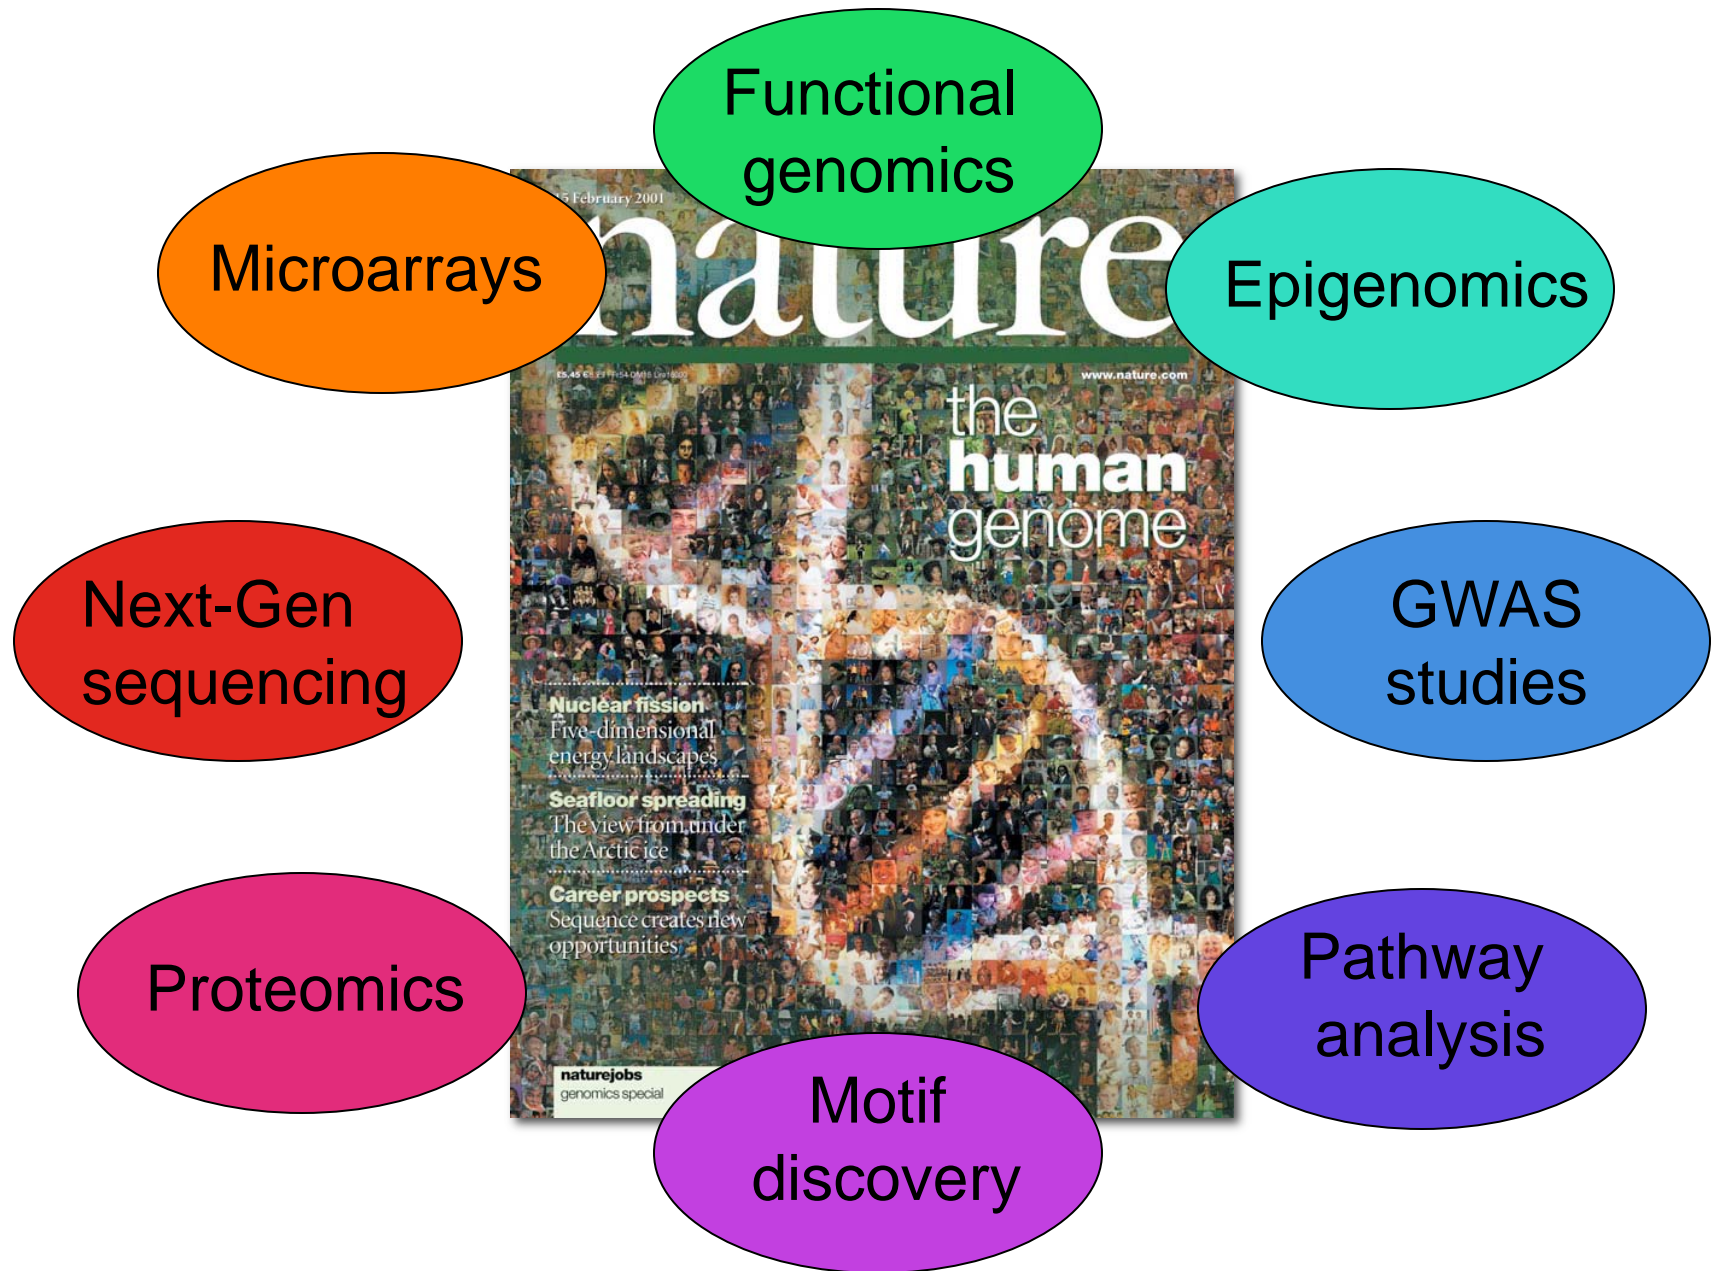 Functional
genomics
Microarrays
Epigenomics
15 February 2001
nature
www.nature.com
the
human
genome
Next-Gen
sequencing
GWAS
studies
Nuclear fission
Five-dimensional
energy landscapes
Seafloor spreading
The view from under
the Arctic ice
Career prospects
Sequence creates new
opportunities
Proteomics
Pathway
analysis
naturejobs
genomics special
Motif
discovery